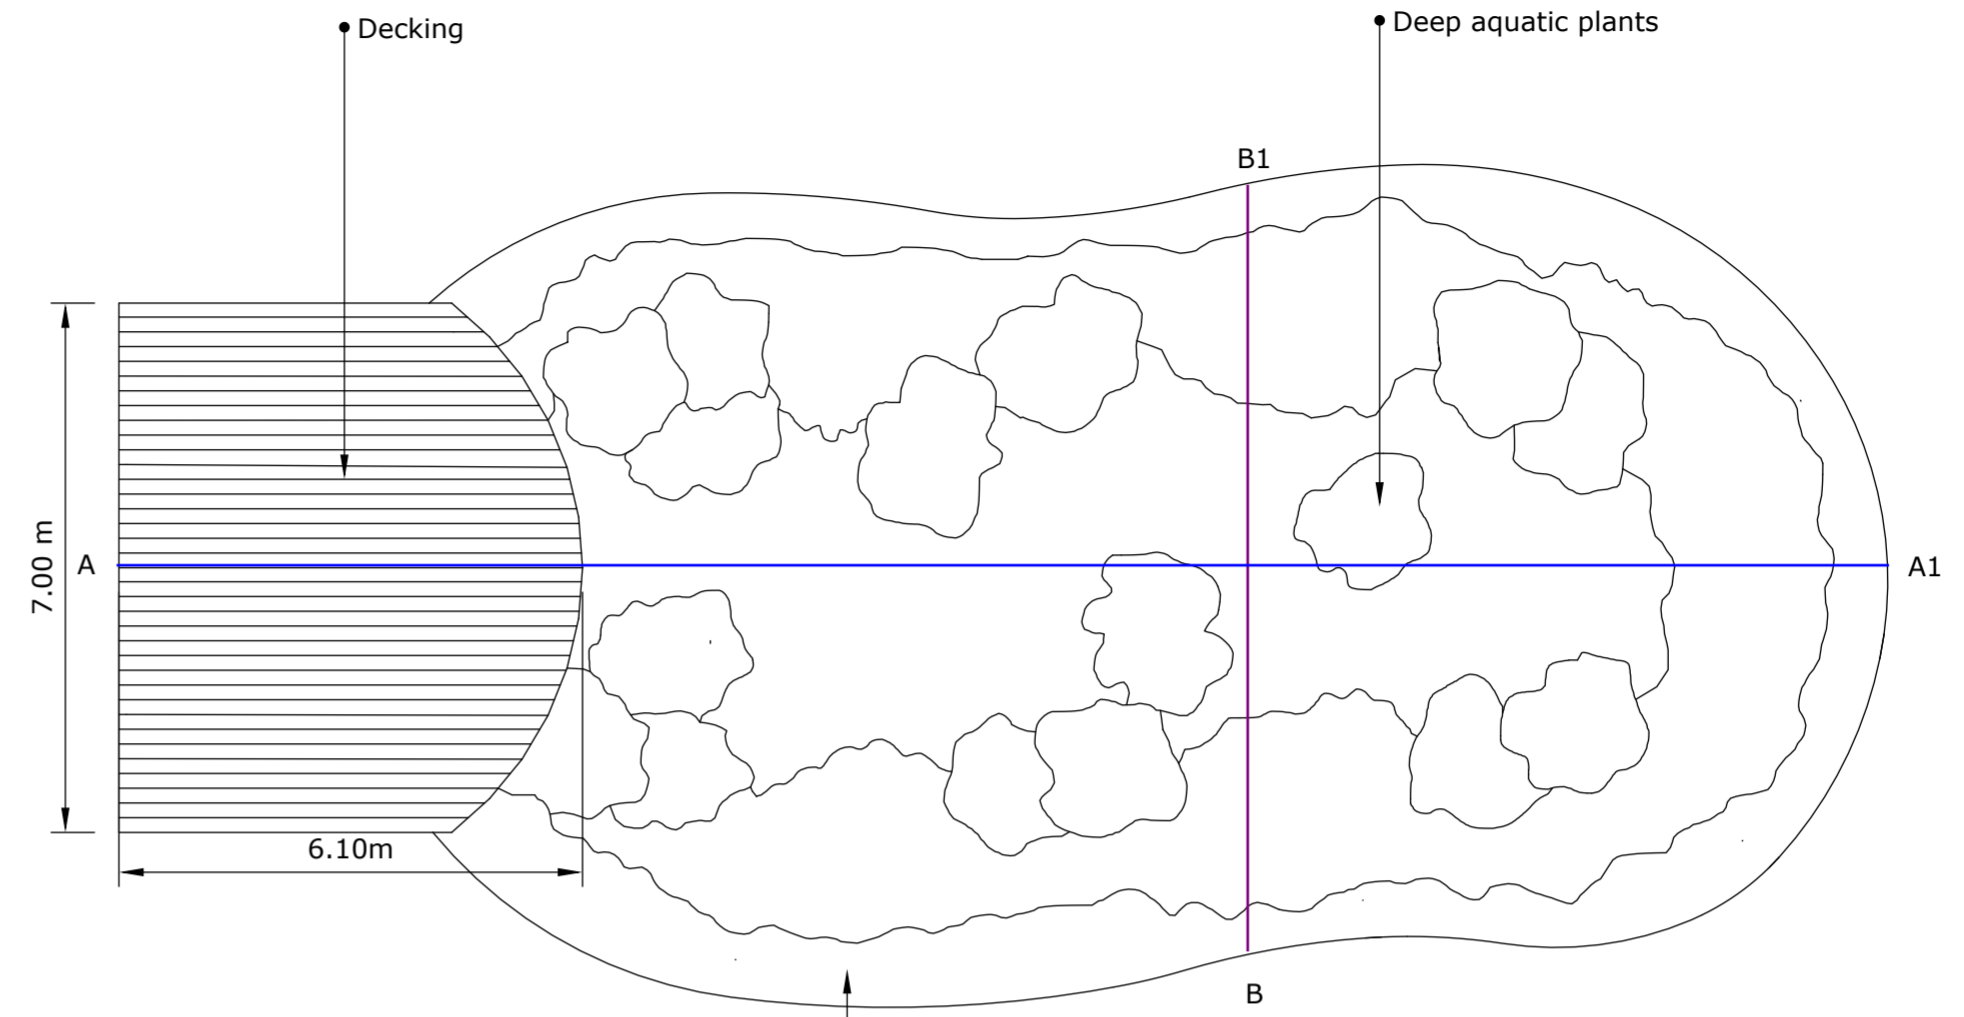 Decking
Deep aquatic plants
B1
7.00 m
A
A1
6.10m
B